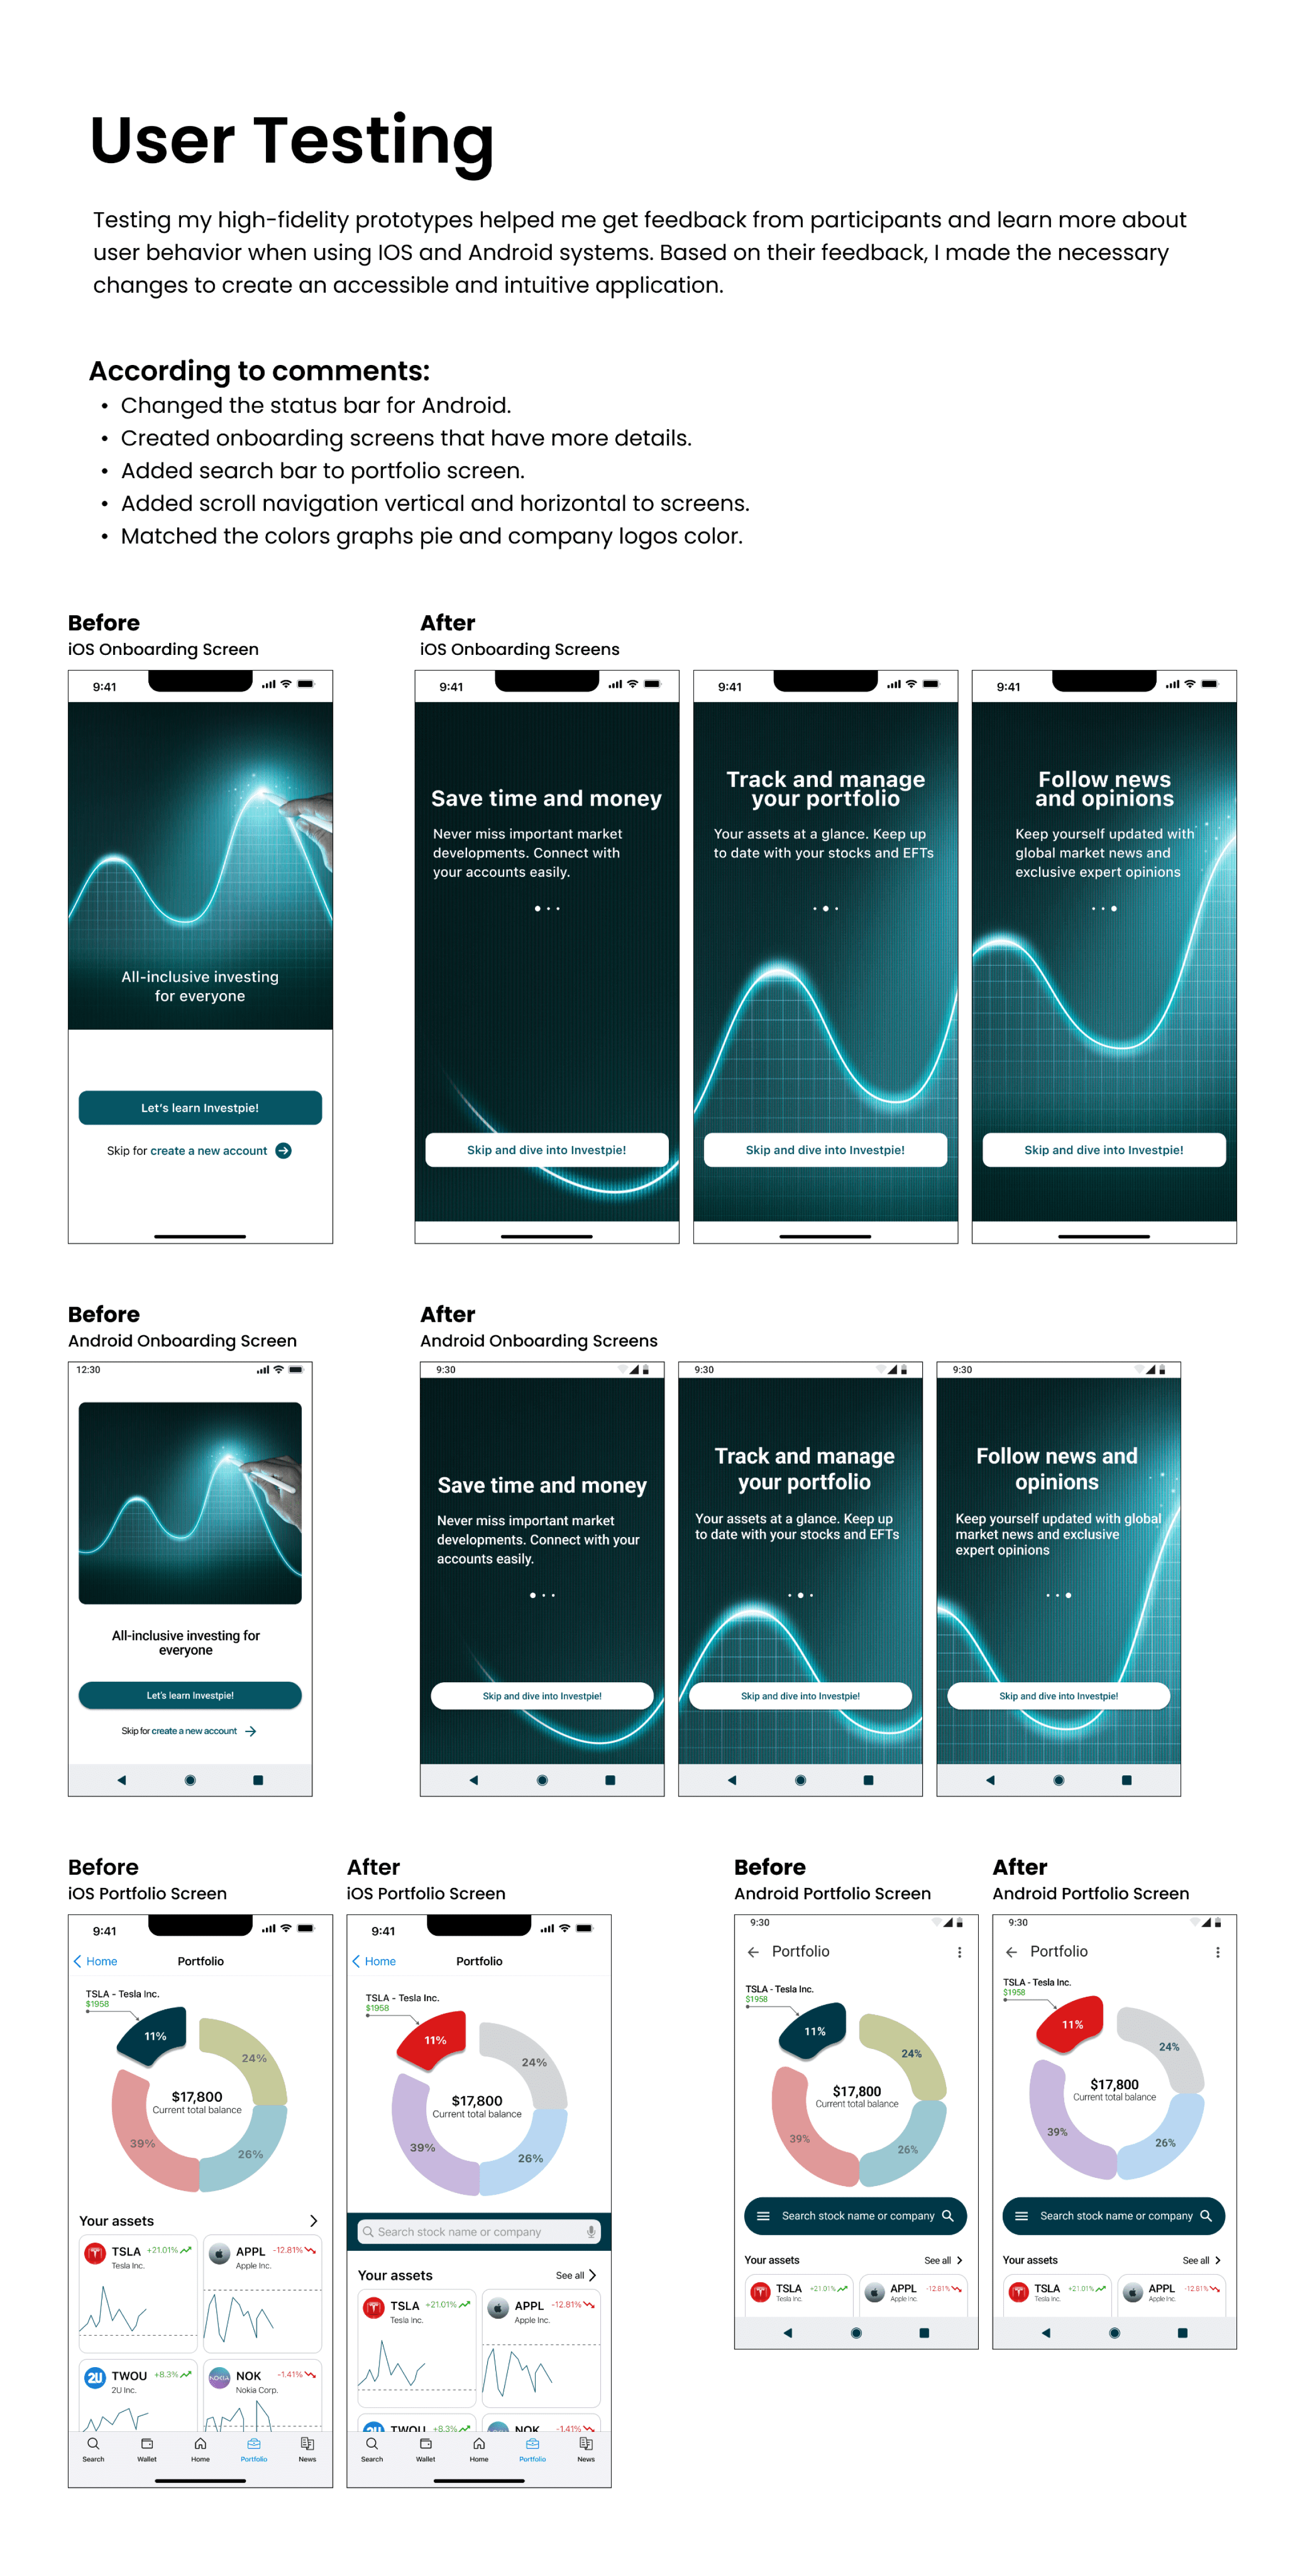 User Testing
Testing my high-fidelity prototypes helped me get feedback from participants and learn more about
user behavior when using IOS and Android systems. Based on their feedback, I made the necessary
changes to create an accessible and intuitive application.
According to comments:
• Changed the status bar for Android.
• Created onboarding screens that have more details.
• Added search bar to portfolio screen.
• Added scroll navigation vertical and horizontal to screens.
• Matched the colors graphs pie and company logos color.
Before
iOS Onboarding Screen
9:41
All-inclusive investing
for everyone
Let's learn Investpie!
Skip for create a new account
After
iOS Onboarding Screens
9:41
Save time and money
Never miss important market
developments. Connect with
your accounts easily.
Skip and dive into Investpie!
9:41
Track and manage
your portfolio
Your assets at a glance. Keep up
to date with your stocks and EFTs
Skip and dive into Investpie!
9:41
Follow news
and opinions
Keep yourself updated with
global market news and
exclusive expert opinions
Skip and dive into Investpie!
Before
Android Onboarding Screen
12:30
All-inclusive investing for
everyone
Let's learn Investpie!
Skip for create a new account
After
Android Onboarding Screens
9:30
Save time and money
Never miss important market
developments. Connect with your
accounts easily.
Skip and dive into Investpie!
9:30
Track and manage
your portfolio
Your assets at a glance. Keep up
to date with your stocks and EFTs
Skip and dive into Investpie!
9:30
Follow news and
opinions
Keep yourself updated with global
market news and exclusive
expert opinions
Skip and dive into Investpie!
Before
iOS Portfolio Screen
9:41
Home
Portfolio
TSLA - Tesla Inc.
$1958
11%
24%
$17,800
Current total balance
39%
26%
Your assets
TSLA +21.01%
Tesla Inc.
APPL -12.81%
Apple Inc.
2U
TWOU +8.3%
2U Inc.
NOKIA
NOK -1.41%
Nokia Corp.
Search
Wallet
Home
Portfolio
News
After
iOS Portfolio Screen
9:41
Home
Portfolio
TSLA - Tesla Inc.
$1958
11%
24%
$17,800
Current total balance
39%
26%
Search stock name or company
Your assets
See all
TSLA +21.01%
Tesla Inc.
APPL -12.81%
Apple Inc.
2U
TWOU +8.3%
NOK -1.41%
Search
Wallet
Home
Portfolio
News
Before
Android Portfolio Screen
9:30
Portfolio
TSLA - Tesla Inc.
$1958
11%
24%
$17,800
Current total balance
39%
26%
Search stock name or company
Your assets
See all
TSLA +21.01%
Tesla Inc.
APPL -12.81%
Apple Inc.
After
Android Portfolio Screen
9:30
Portfolio
TSLA - Tesla Inc.
$1958
11%
24%
$17,800
Current total balance
39%
26%
Search stock name or company
Your assets
See all
TSLA +21.01%
Tesla Inc.
APPL -12.81%
Apple Inc.